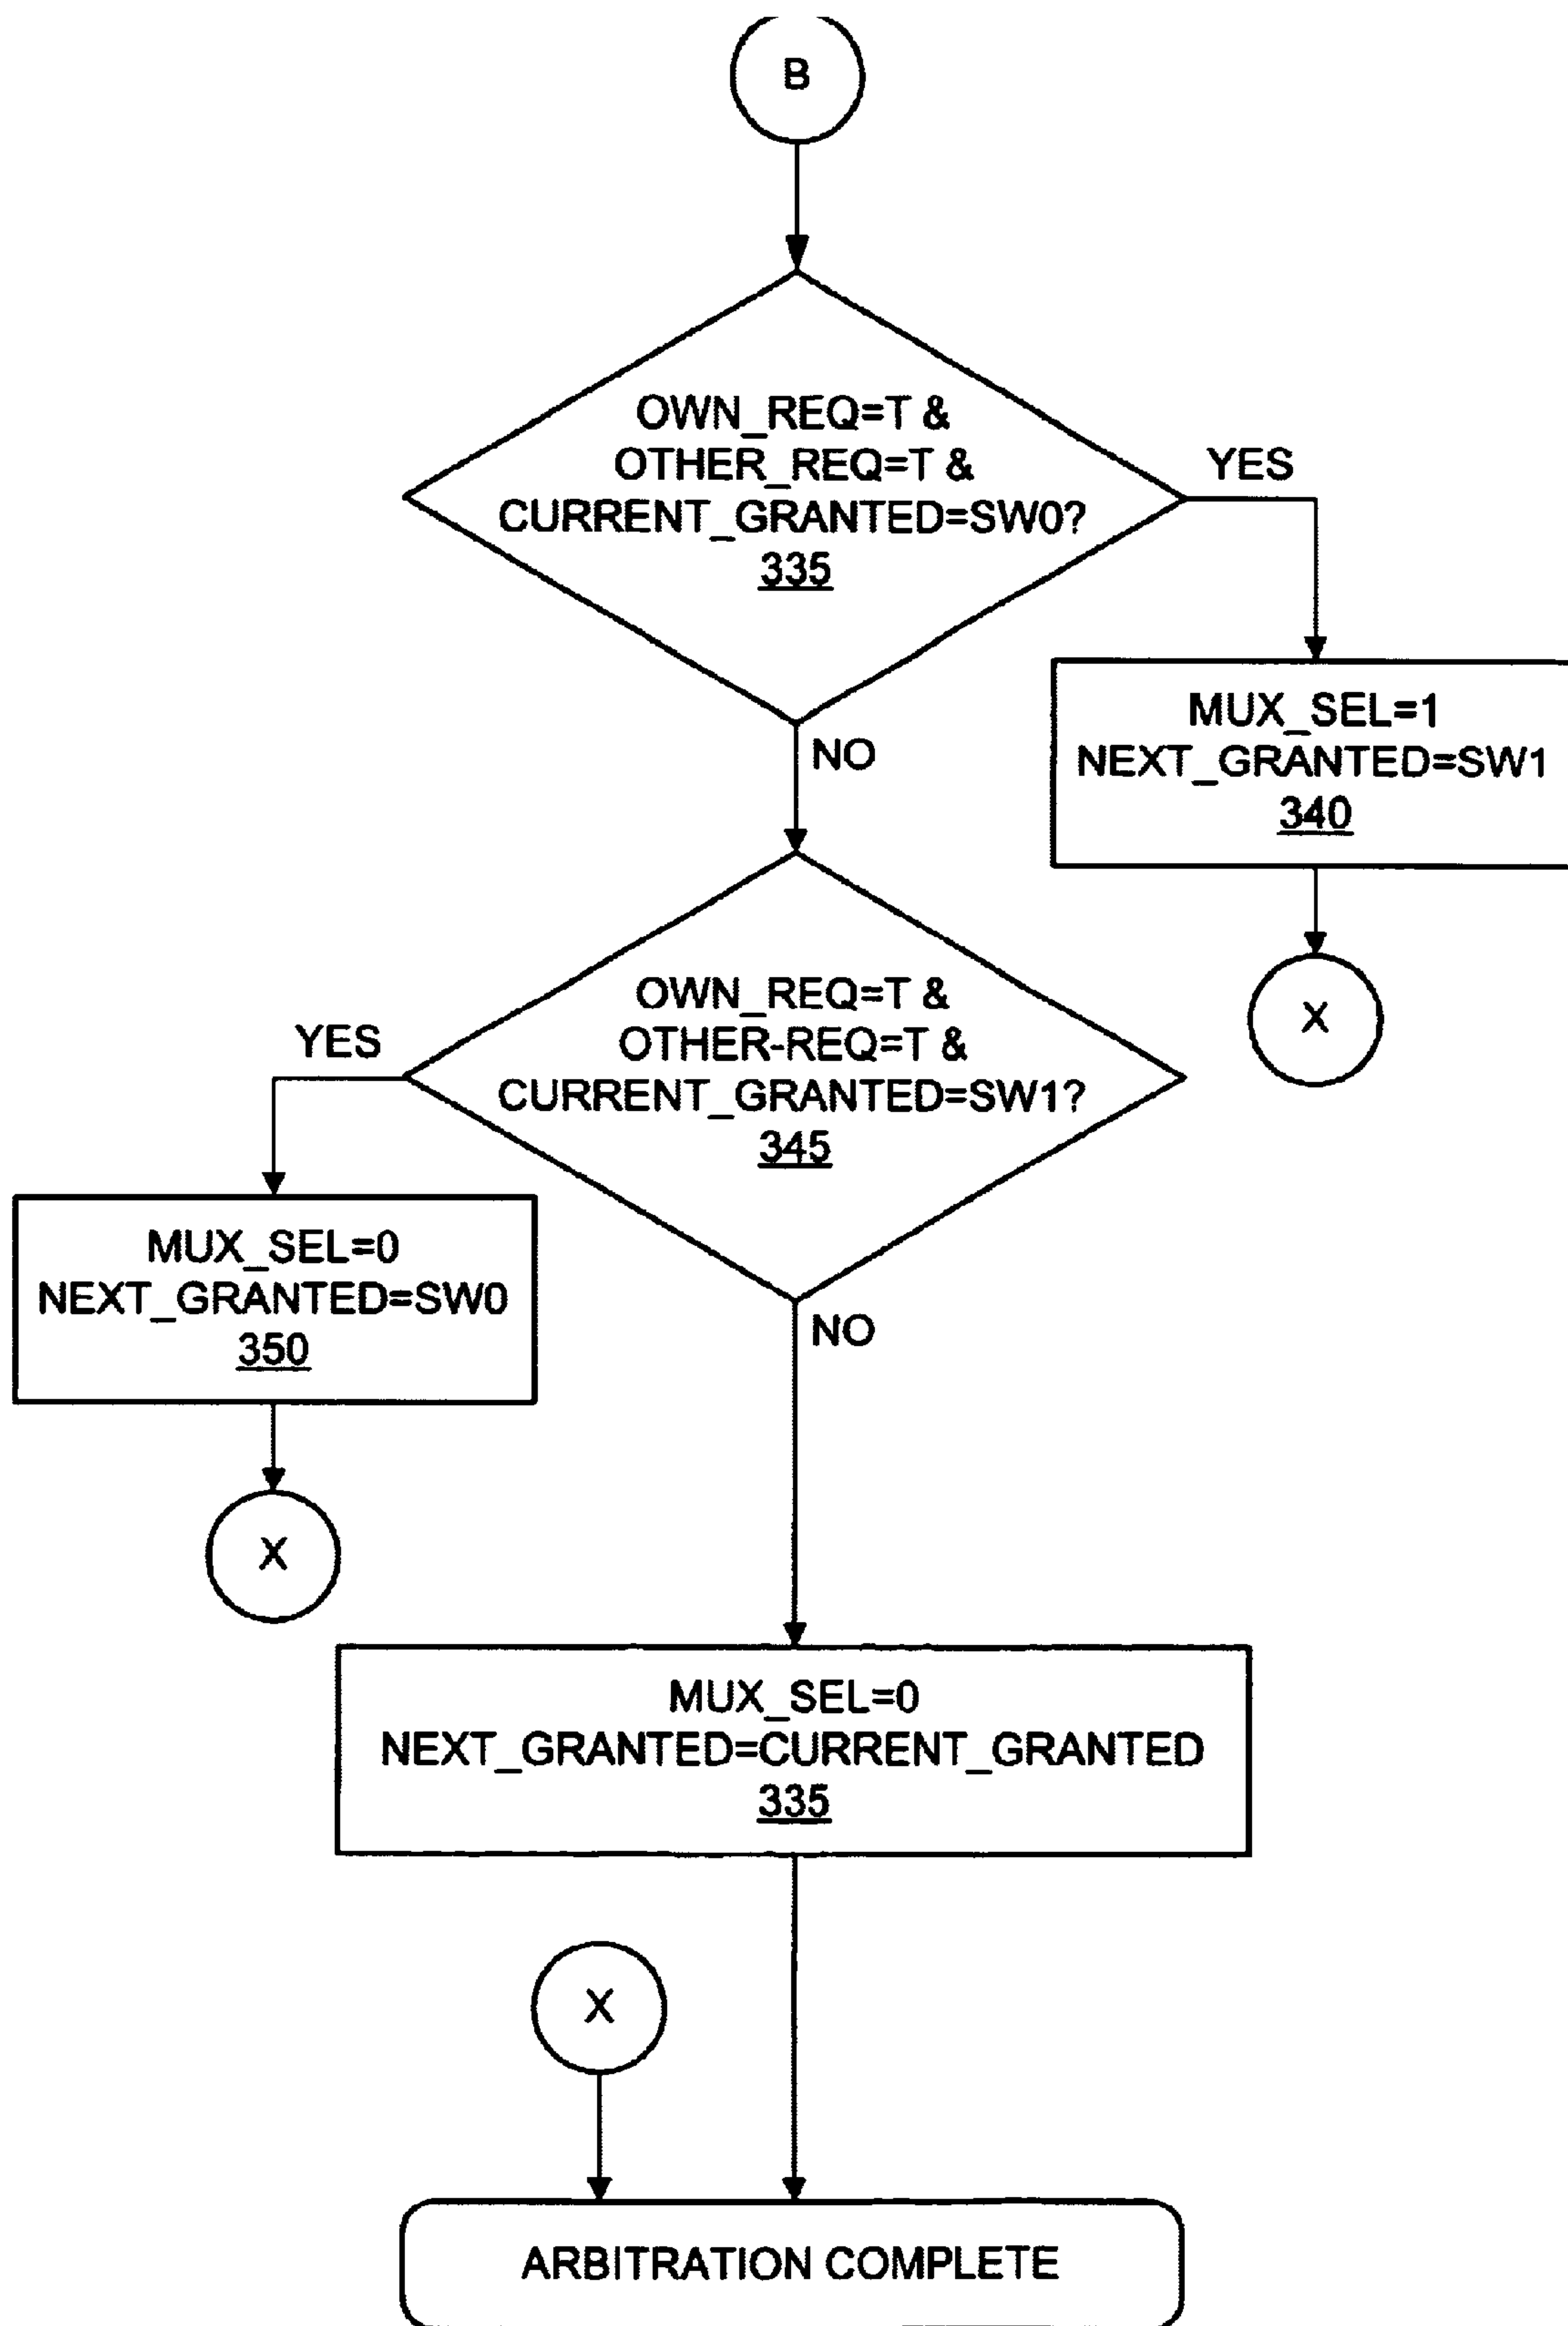 B
OWN_REQ=T &
OTHER_REQ=T &
CURRENT_GRANTED=SW0?
335
YES
NO
MUX_SEL=1
NEXT_GRANTED=SW1
340
X
OWN_REQ=T &
OTHER-REQ=T &
CURRENT_GRANTED=SW1?
345
YES
NO
MUX_SEL=0
NEXT_GRANTED=SW0
350
X
MUX_SEL=0
NEXT_GRANTED=CURRENT_GRANTED
335
X
ARBITRATION COMPLETE